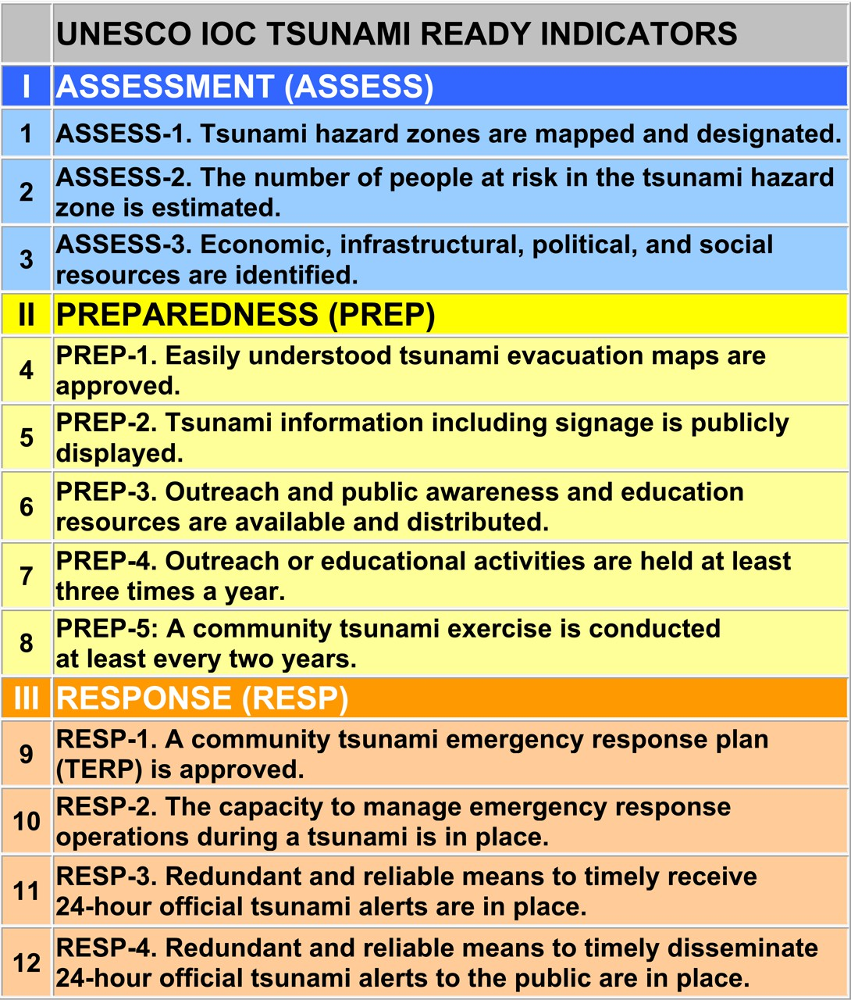 UNESCO IOC TSUNAMI READY INDICATORS
I ASSESSMENT (ASSESS)
1 ASSESS-1. Tsunami hazard zones are mapped and designated.
2 ASSESS-2. The number of people at risk in the tsunami hazard
zone is estimated.
3 ASSESS-3. Economic, infrastructural, political, and social
resources are identified.
II PREPAREDNESS (PREP)
4 PREP-1. Easily understood tsunami evacuation maps are
approved.
5 PREP-2. Tsunami information including signage is publicly
displayed.
6 PREP-3. Outreach and public awareness and education
resources are available and distributed.
7 PREP-4. Outreach or educational activities are held at least
three times a year.
8 PREP-5: A community tsunami exercise is conducted
at least every two years.
III RESPONSE (RESP)
9 RESP-1. A community tsunami emergency response plan
(TERP) is approved.
10 RESP-2. The capacity to manage emergency response
operations during a tsunami is in place.
11 RESP-3. Redundant and reliable means to timely receive
24-hour official tsunami alerts are in place.
12 RESP-4. Redundant and reliable means to timely disseminate
24-hour official tsunami alerts to the public are in place.